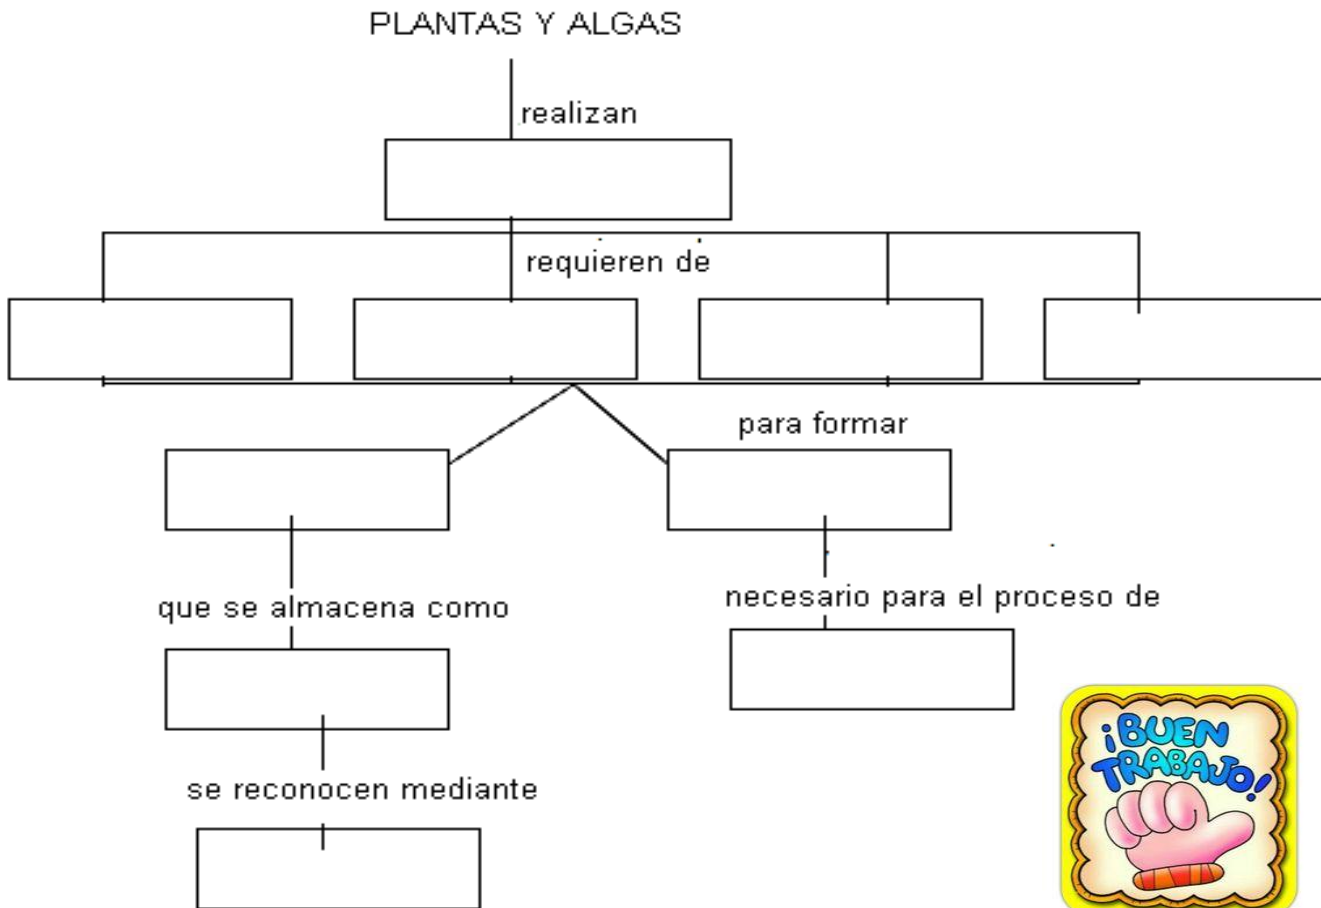 PLANTAS Y ALGAS
realizan
requieren de
para formar
que se almacena como
necesario para el proceso de
se reconocen mediante
¡BUEN
TRABAJO!